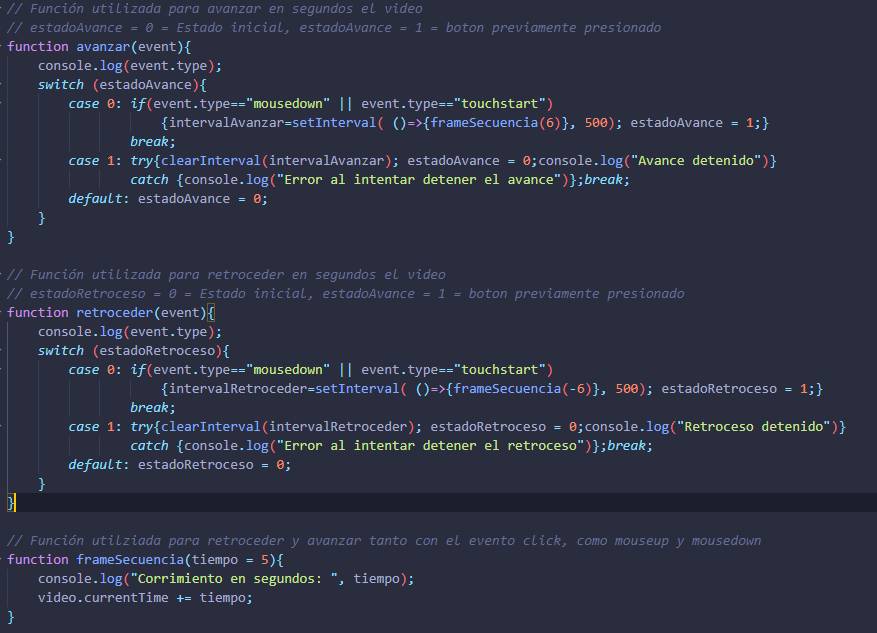 // Función utilizada para avanzar en segundos el video
// estadoAvance = 0 = Estado inicial, estadoAvance = 1 = boton previamente presionado
function avanzar(event){
    console.log(event.type);
    switch (estadoAvance){
        case 0: if(event.type=="mousedown" || event.type=="touchstart")
                    {intervalAvanzar=setInterval( ()=>{frameSecuencia(6)}, 500); estadoAvance = 1;}
                break;
        case 1: try{clearInterval(intervalAvanzar); estadoAvance = 0;console.log("Avance detenido")}
                catch {console.log("Error al intentar detener el avance")};break;
        default: estadoAvance = 0;
    }
}

// Función utilizada para retroceder en segundos el video
// estadoRetroceso = 0 = Estado inicial, estadoAvance = 1 = boton previamente presionado
function retroceder(event){
    console.log(event.type);
    switch (estadoRetroceso){
        case 0: if(event.type=="mousedown" || event.type=="touchstart")
                    {intervalRetroceder=setInterval( ()=>{frameSecuencia(-6)}, 500); estadoRetroceso = 1;}
                break;
        case 1: try{clearInterval(intervalRetroceder); estadoRetroceso = 0;console.log("Retroceso detenido")}
                catch {console.log("Error al intentar detener el retroceso")};break;
        default: estadoRetroceso = 0;
    }
}

// Función utilziada para retroceder y avanzar tanto con el evento click, como mouseup y mousedown
function frameSecuencia(tiempo = 5){
    console.log("Corrimiento en segundos: ", tiempo);
    video.currentTime += tiempo;
}